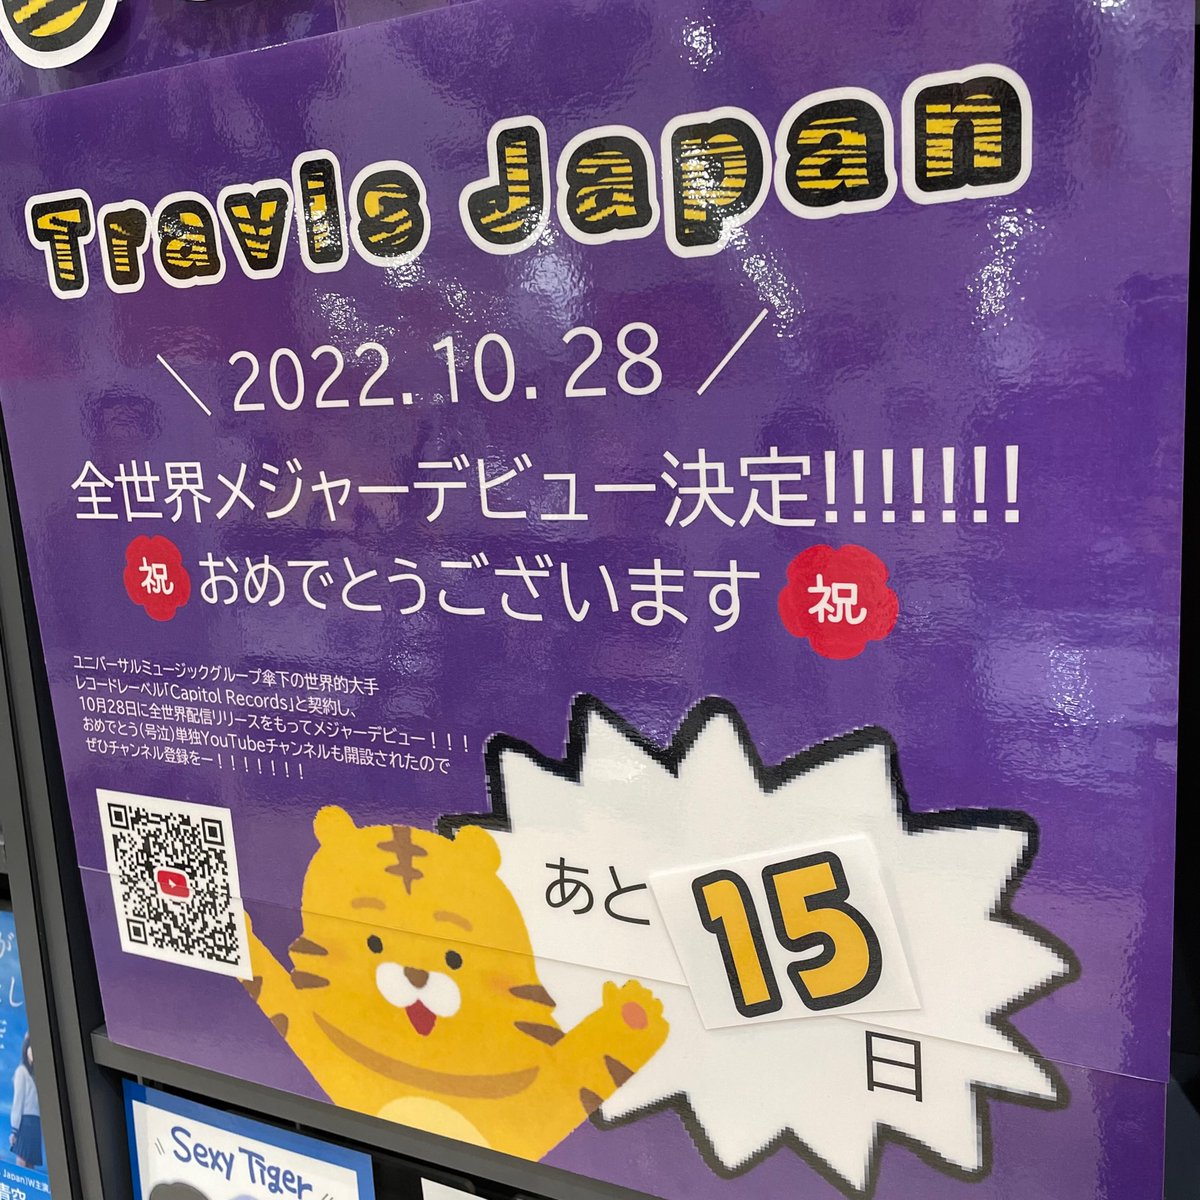 Travis Japan
＼ 2022.10.28 ／
全世界メジャーデビュー決定!!!!!!!
祝 おめでとうございます 祝
ユニバーサルミュージックグループ傘下の世界的大手
レコードレーベル「Capitol Records」と契約し、
10月28日に全世界配信リリースをもってメジャーデビュー！！！
おめでとう(号泣)単独YouTubeチャンネルも開設されたので
ぜひチャンネル登録をー！！！！！！！
あと
15
日
Sexy Tiger
Japan)W主演